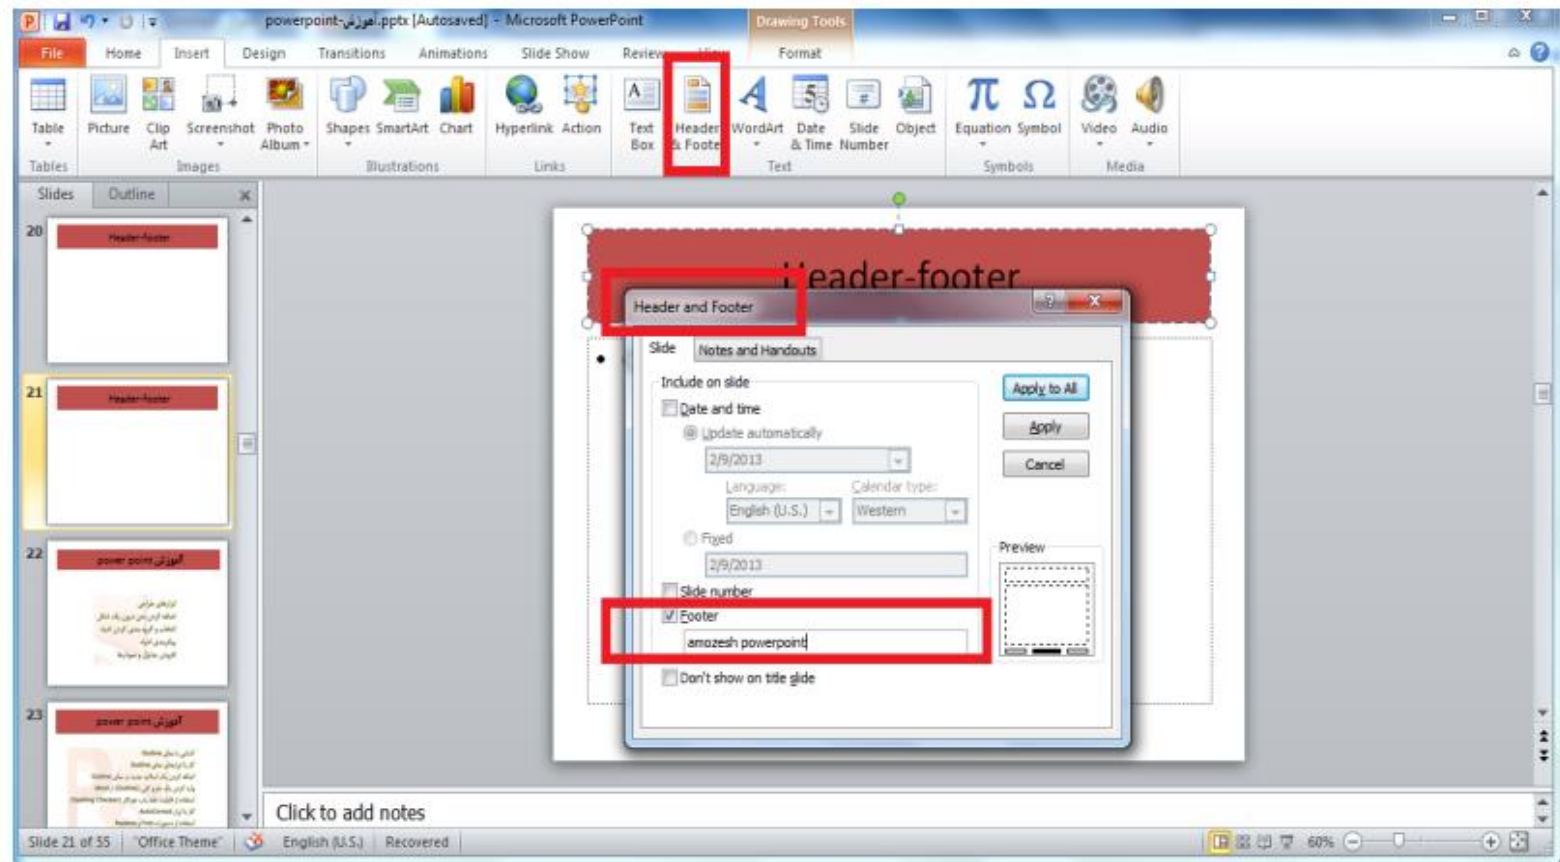 powerpoint-آموزش.pptx [Autosaved] - Microsoft PowerPoint
Drawing Tools
File Home Insert Design Transitions Animations Slide Show Review View Format
Table Picture Clip Art Screenshot Photo Album Shapes SmartArt Chart Hyperlink Action Text Box Header & Footer WordArt Date & Time Slide Number Object Equation Symbol Video Audio
Tables Images Illustrations Links Text Symbols Media
Slides Outline
20
Header-footer
21
Header-footer
22
آموزش power point
23
آموزش power point
Header-footer
Header and Footer
Slide Notes and Handouts
Include on slide
Date and time
Update automatically
2/9/2013
Language: Calendar type:
English (U.S.) Western
Fixed
2/9/2013
Slide number
Footer
amozesh powerpoint
Don't show on title slide
Apply to All
Apply
Cancel
Preview
Click to add notes
Slide 21 of 55 "Office Theme" English (U.S.) Recovered 60%